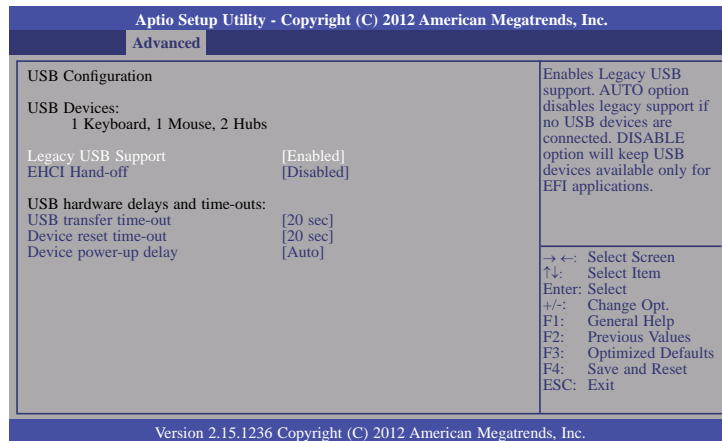 Aptio Setup Utility - Copyright (C) 2012 American Megatrends, Inc.
Advanced
USB Configuration
USB Devices:
1 Keyboard, 1 Mouse, 2 Hubs
Legacy USB Support [Enabled]
EHCI Hand-off [Disabled]
USB hardware delays and time-outs:
USB transfer time-out [20 sec]
Device reset time-out [20 sec]
Device power-up delay [Auto]
Enables Legacy USB
support. AUTO option
disables legacy support if
no USB devices are
connected. DISABLE
option will keep USB
devices available only for
EFI applications.
→ ←: Select Screen
↑↓: Select Item
Enter: Select
+/-: Change Opt.
F1: General Help
F2: Previous Values
F3: Optimized Defaults
F4: Save and Reset
ESC: Exit
Version 2.15.1236 Copyright (C) 2012 American Megatrends, Inc.